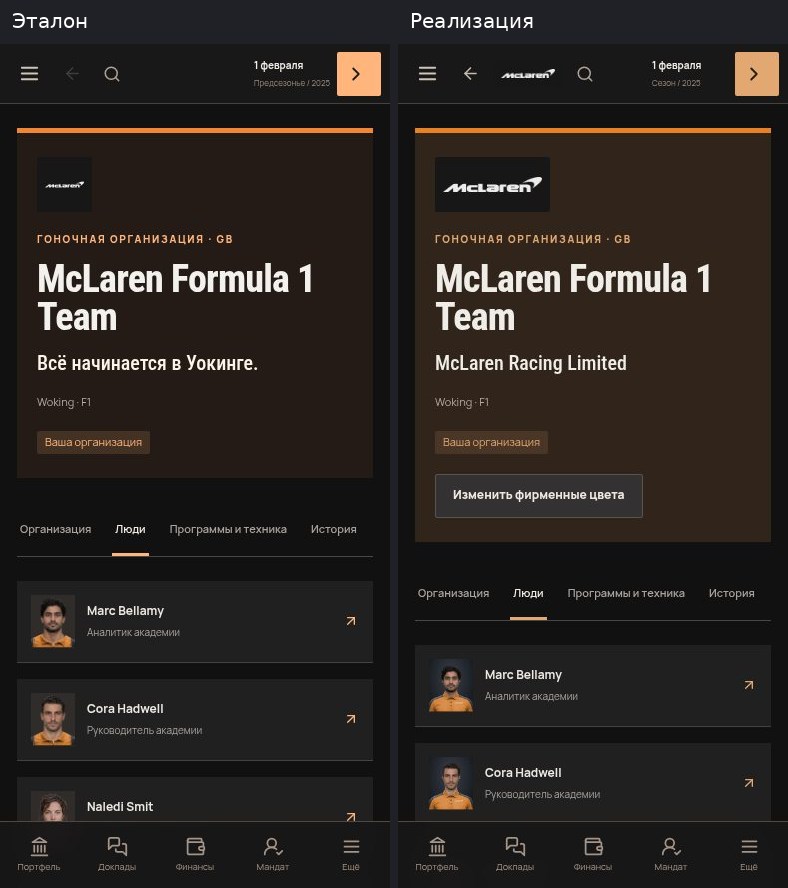 Эталон
1 февраля
Предсезонье / 2025
McLaren
ГОНОЧНАЯ ОРГАНИЗАЦИЯ · GB
McLaren Formula 1
Team
Всё начинается в Уокинге.
Woking · F1
Ваша организация
Организация Люди Программы и техника История
Marc Bellamy
Аналитик академии
Cora Hadwell
Руководитель академии
Naledi Smit
Портфель Доклады Финансы Мандат Ещё
Реализация
McLaren
1 февраля
Сезон / 2025
McLaren
ГОНОЧНАЯ ОРГАНИЗАЦИЯ · GB
McLaren Formula 1
Team
McLaren Racing Limited
Woking · F1
Ваша организация
Изменить фирменные цвета
Организация Люди Программы и техника История
Marc Bellamy
Аналитик академии
Cora Hadwell
Руководитель академии
Портфель Доклады Финансы Мандат Ещё